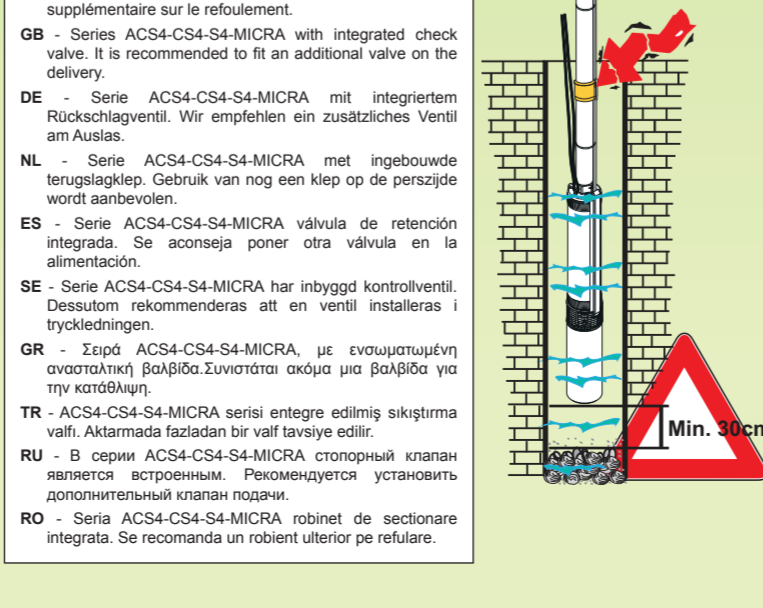 supplémentaire sur le refoulement.
GB - Series ACS4-CS4-S4-MICRA with integrated check
valve. It is recommended to fit an additional valve on the
delivery.
DE - Serie ACS4-CS4-S4-MICRA mit integriertem
Rückschlagventil. Wir empfehlen ein zusätzliches Ventil
am Auslas.
NL - Serie ACS4-CS4-S4-MICRA met ingebouwde
terugslagklep. Gebruik van nog een klep op de perszijde
wordt aanbevolen.
ES - Serie ACS4-CS4-S4-MICRA válvula de retención
integrada. Se aconseja poner otra válvula en la
alimentación.
SE - Serie ACS4-CS4-S4-MICRA har inbyggd kontrollventil.
Dessutom rekommenderas att en ventil installeras i
tryckledningen.
GR - Σειρά ACS4-CS4-S4-MICRA, με ενσωματωμένη
ανασταλτική βαλβίδα.Συνιστάται ακόμα μια βαλβίδα για
την κατάθλιψη.
TR - ACS4-CS4-S4-MICRA serisi entegre edilmiş sıkıştırma
valfı. Aktarmada fazladan bir valf tavsiye edilir.
RU - В серии ACS4-CS4-S4-MICRA стопорный клапан
является встроенным. Рекомендуется установить
дополнительный клапан подачи.
RO - Seria ACS4-CS4-S4-MICRA robinet de sectionare
integrata. Se recomanda un robient ulterior pe refulare.
Min. 30cm